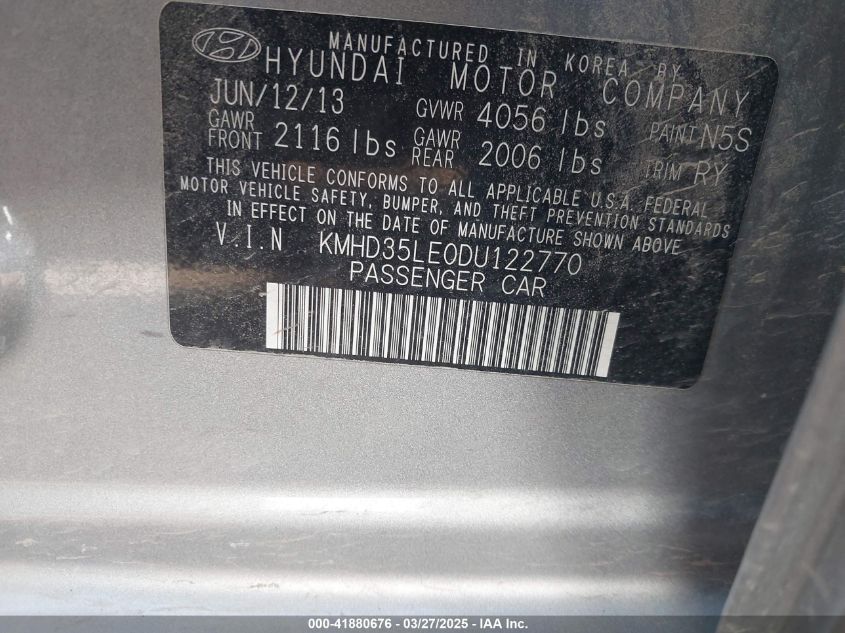 MANUFACTURED IN KOREA BY
HYUNDAI MOTOR COMPANY
JUN/12/13 GVWR 4056 lbs PAINT N5S
GAWR FRONT 2116 lbs GAWR REAR 2006 lbs TRIM RY
THIS VEHICLE CONFORMS TO ALL APPLICABLE U.S.A. FEDERAL
MOTOR VEHICLE SAFETY, BUMPER, AND THEFT PREVENTION STANDARDS
IN EFFECT ON THE DATE OF MANUFACTURE SHOWN ABOVE
V.I.N KMHD35LE0DU122770
PASSENGER CAR
000-41880676 - 03/27/2025 - IAA Inc.